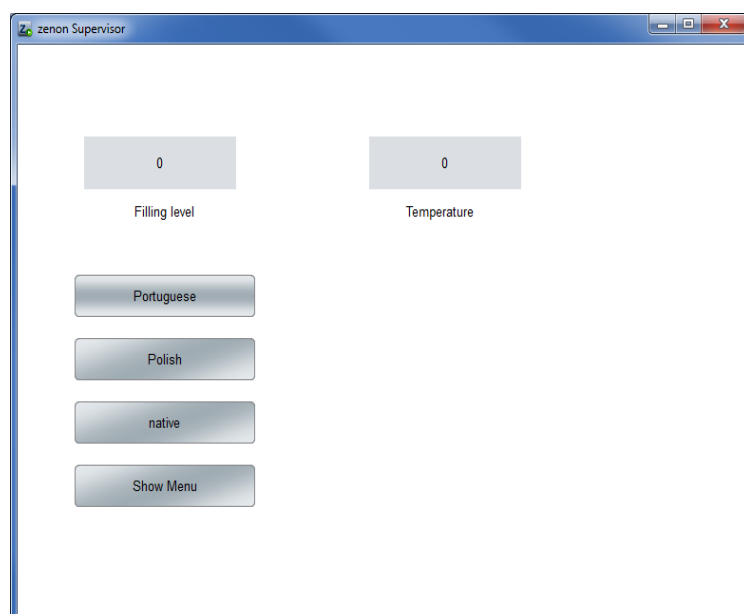 zenon Supervisor
0 0
Filling level Temperature
Portuguese
Polish
native
Show Menu